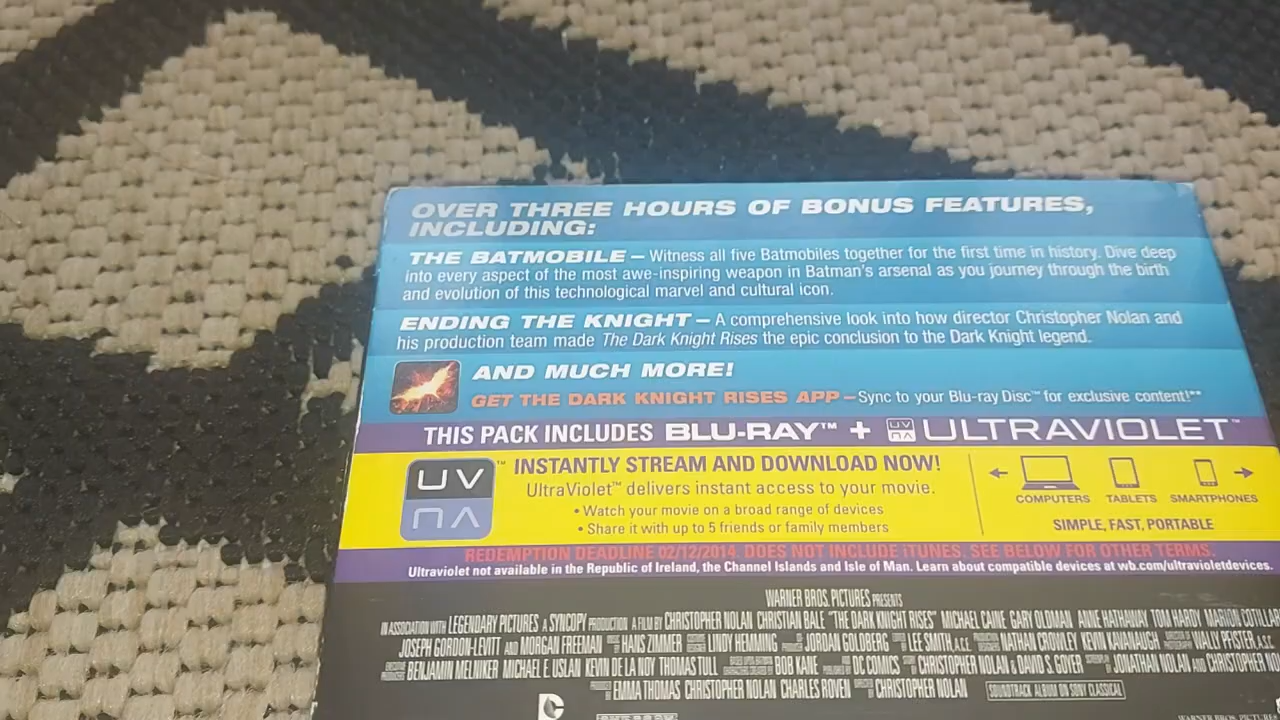 OVER THREE HOURS OF BONUS FEATURES,
INCLUDING:
THE BATMOBILE – Witness all five Batmobiles together for the first time in history. Dive deep
into every aspect of the most awe-inspiring weapon in Batman's arsenal as you journey through the birth
and evolution of this technological marvel and cultural icon.
ENDING THE KNIGHT – A comprehensive look into how director Christopher Nolan and
his production team made The Dark Knight Rises the epic conclusion to the Dark Knight legend.
AND MUCH MORE!
GET THE DARK KNIGHT RISES APP – Sync to your Blu-ray Disc™ for exclusive content!**
THIS PACK INCLUDES BLU-RAY™ + UV ULTRAVIOLET™
UV™ INSTANTLY STREAM AND DOWNLOAD NOW!
UltraViolet™ delivers instant access to your movie.
• Watch your movie on a broad range of devices
• Share it with up to 5 friends or family members
COMPUTERS TABLETS SMARTPHONES
SIMPLE, FAST, PORTABLE
REDEMPTION DEADLINE 02/12/2014. DOES NOT INCLUDE iTUNES. SEE BELOW FOR OTHER TERMS.
Ultraviolet not available in the Republic of Ireland, the Channel Islands and Isle of Man. Learn about compatible devices at wb.com/ultravioletdevices.
WARNER BROS. PICTURES PRESENTS
IN ASSOCIATION WITH LEGENDARY PICTURES A SYNCOPY PRODUCTION A FILM BY CHRISTOPHER NOLAN CHRISTIAN BALE "THE DARK KNIGHT RISES" MICHAEL CAINE GARY OLDMAN ANNE HATHAWAY TOM HARDY MARION COTILLAR
JOSEPH GORDON-LEVITT AND MORGAN FREEMAN HANS ZIMMER LINDY HEMMING JORDAN GOLDBERG LEE SMITH, A.C.E. NATHAN CROWLEY KEVIN KAVANAUGH WALLY PFISTER, A.S.C.
BENJAMIN MELNIKER MICHAEL E. USLAN KEVIN DE LA NOY THOMAS TULL BOB KANE DC COMICS CHRISTOPHER NOLAN & DAVID S. GOYER JONATHAN NOLAN AND CHRISTOPHER NO
EMMA THOMAS CHRISTOPHER NOLAN CHARLES ROVEN CHRISTOPHER NOLAN SOUNDTRACK ALBUM ON SONY CLASSICAL